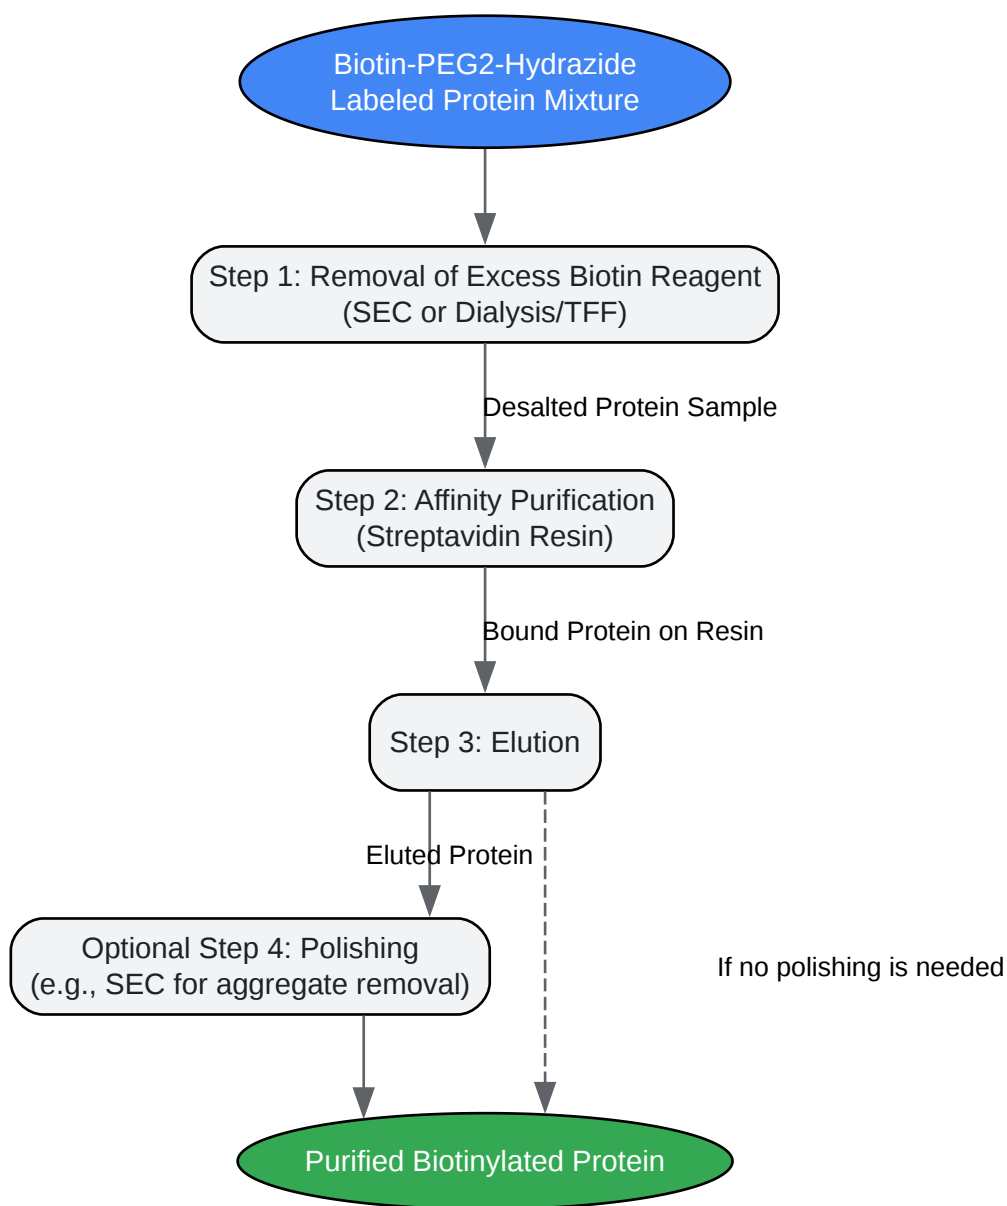 Biotin-PEG2-Hydrazide
Labeled Protein Mixture
Step 1: Removal of Excess Biotin Reagent
(SEC or Dialysis/TFF)
Desalted Protein Sample
Step 2: Affinity Purification
(Streptavidin Resin)
Bound Protein on Resin
Step 3: Elution
Eluted Protein
Optional Step 4: Polishing
(e.g., SEC for aggregate removal)
If no polishing is needed
Purified Biotinylated Protein